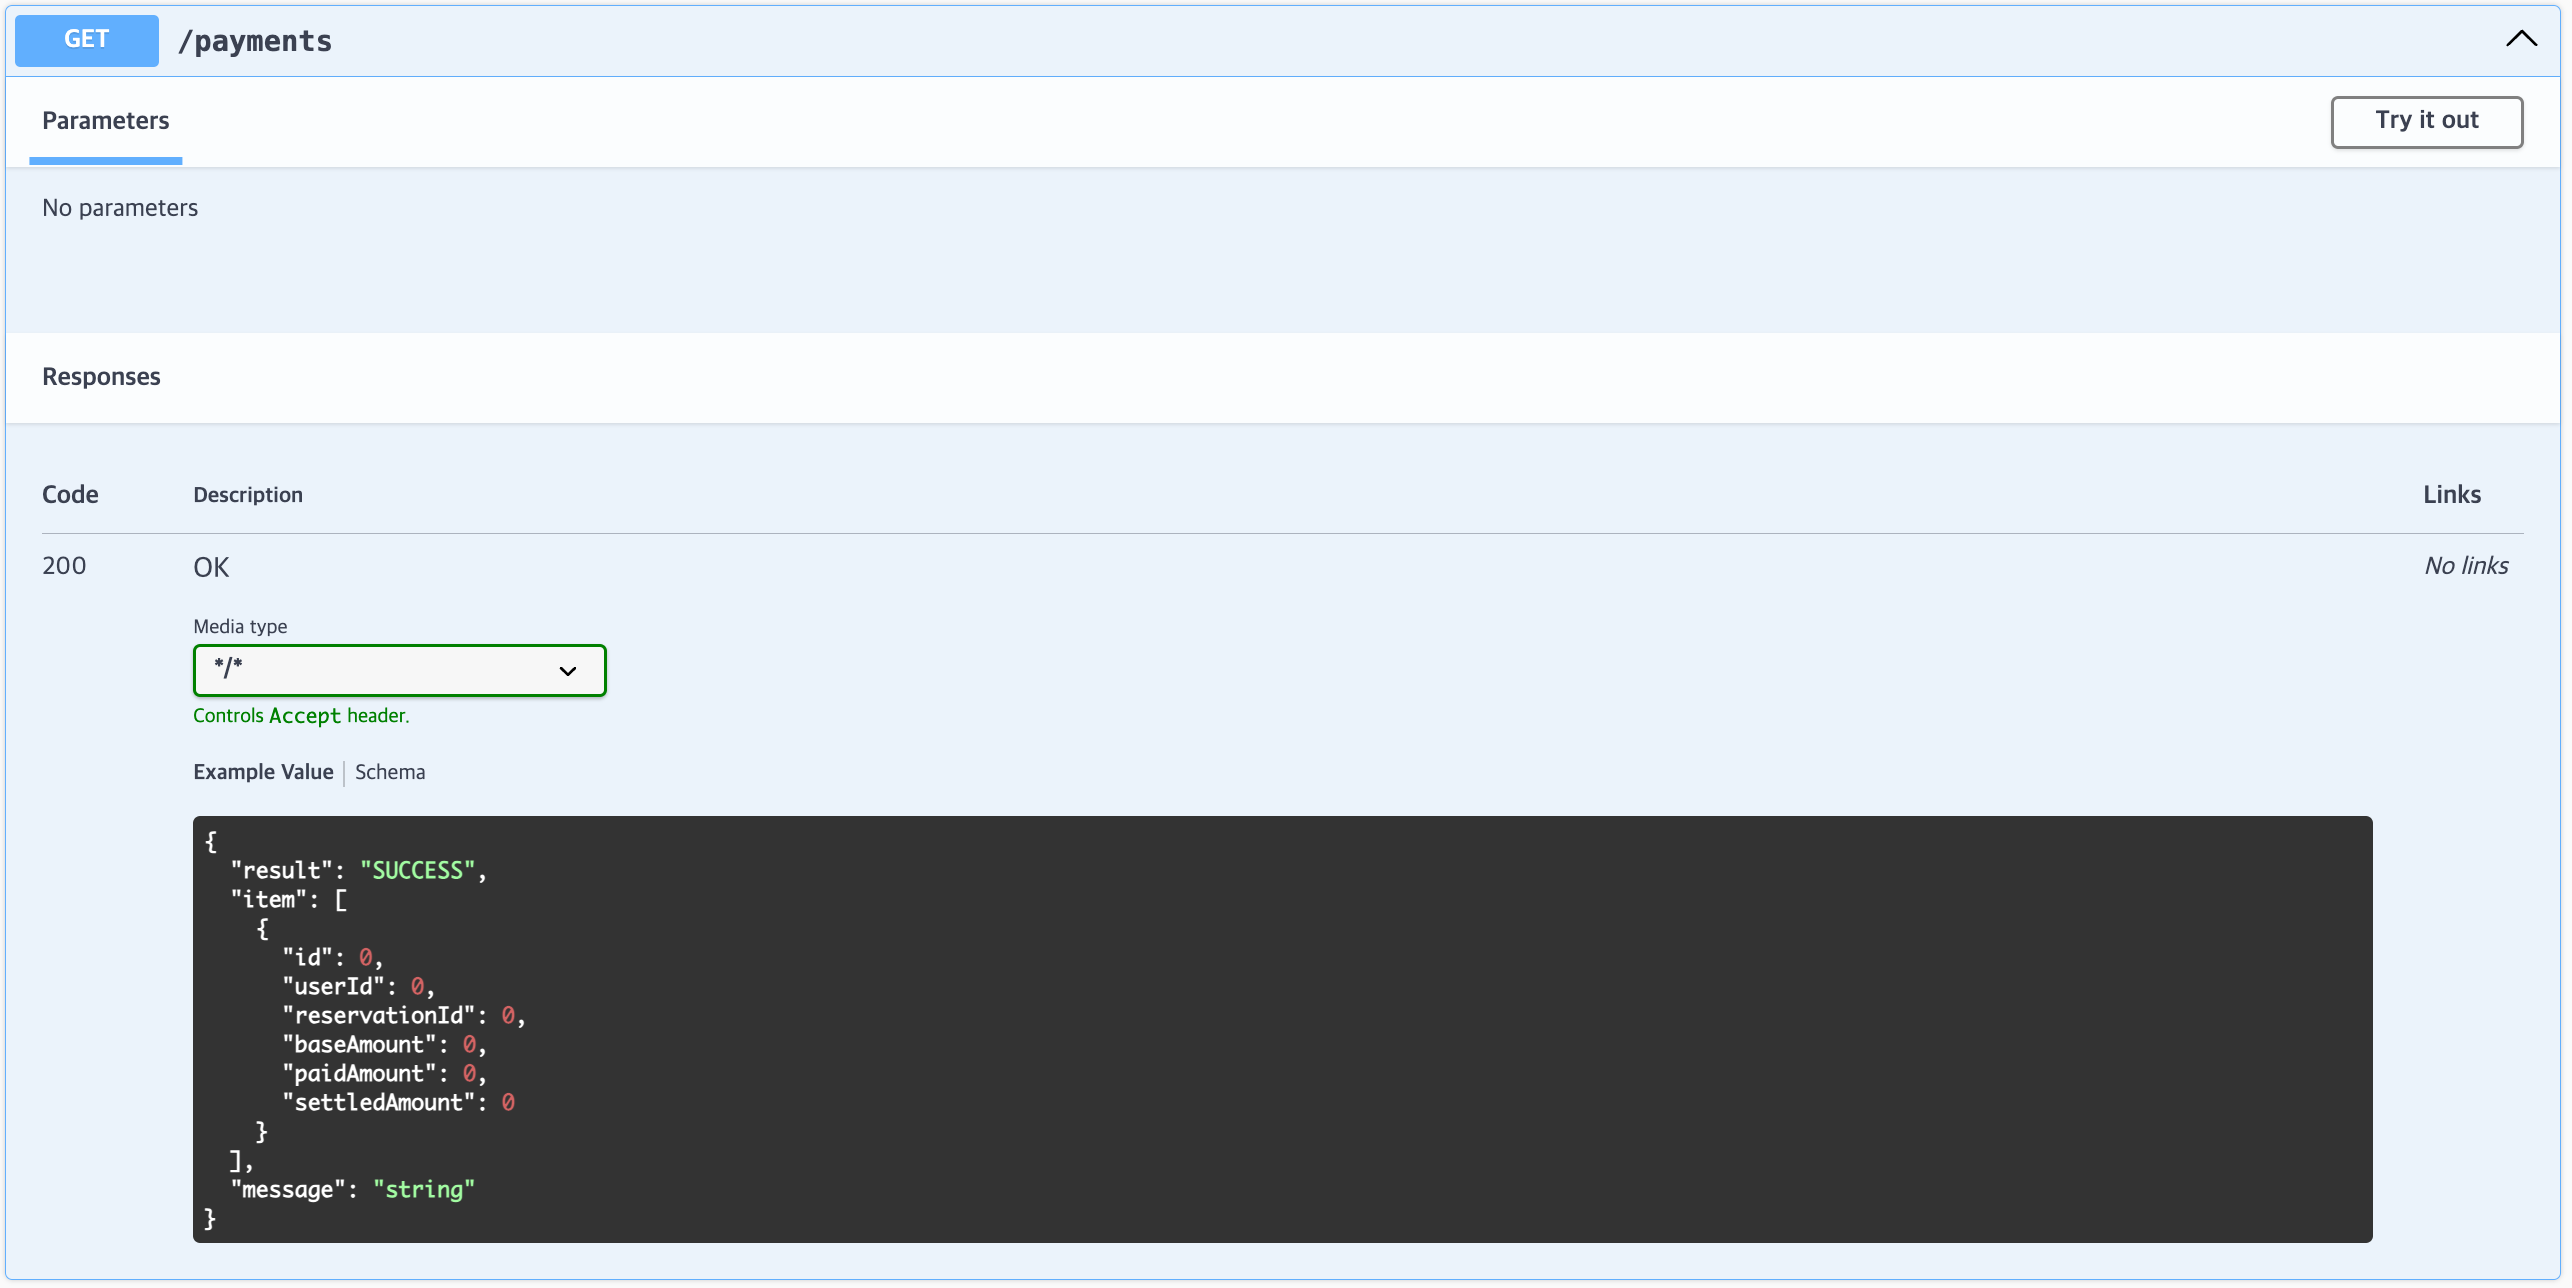 GET /payments
Parameters
Try it out
No parameters
Responses
Code Description Links
200 OK No links
Media type
*/*
Controls Accept header.
Example Value | Schema
{
  "result": "SUCCESS",
  "item": [
    {
      "id": 0,
      "userId": 0,
      "reservationId": 0,
      "baseAmount": 0,
      "paidAmount": 0,
      "settledAmount": 0
    }
  ],
  "message": "string"
}